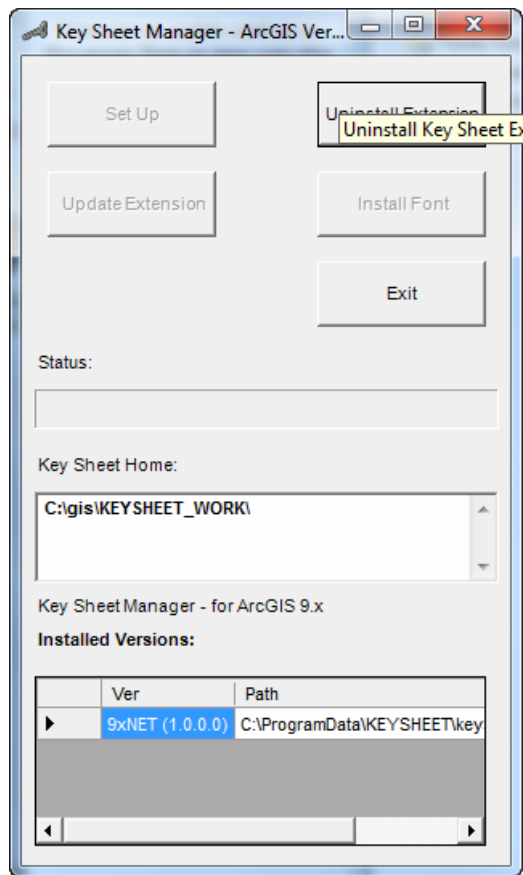 Key Sheet Manager - ArcGIS Ver...
Set Up
Uninstall Extension
Uninstall Key Sheet Ex
Update Extension
Install Font
Exit
Status:
Key Sheet Home:
C:\gis\KEYSHEET_WORK\
Key Sheet Manager - for ArcGIS 9.x
Installed Versions:
Ver Path
9xNET (1.0.0.0) C:\ProgramData\KEYSHEET\key